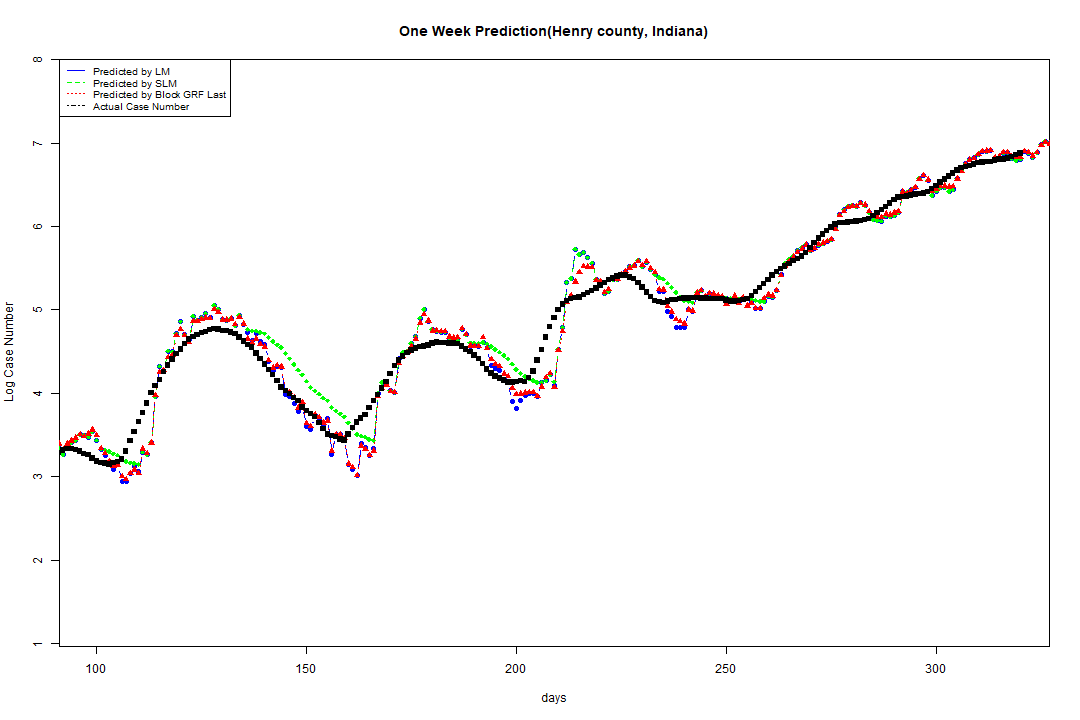 One Week Prediction(Henry county, Indiana)
Predicted by LM
Predicted by SLM
Predicted by Block GRF Last
Actual Case Number
8
7
6
5
4
3
2
1
Log Case Number
100 150 200 250 300
days